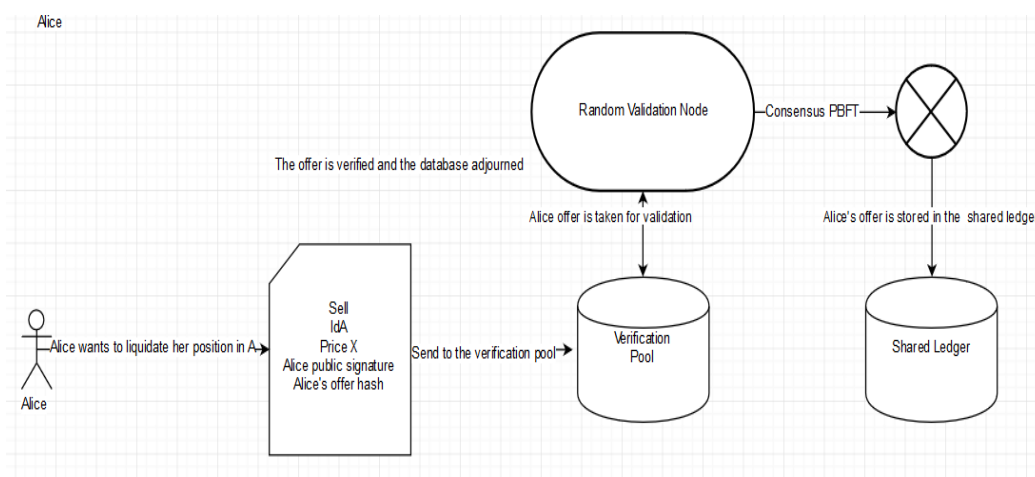 Alice
Random Validation Node
Consensus PBFT
The offer is verified and the database adjourned
Alice offer is taken for validation
Alice's offer is stored in the shared ledge
Sell
IdA
Price X
Alice public signature
Alice's offer hash
Alice wants to liquidate her position in A
Send to the verification pool
Verification
Pool
Shared Ledger
Alice